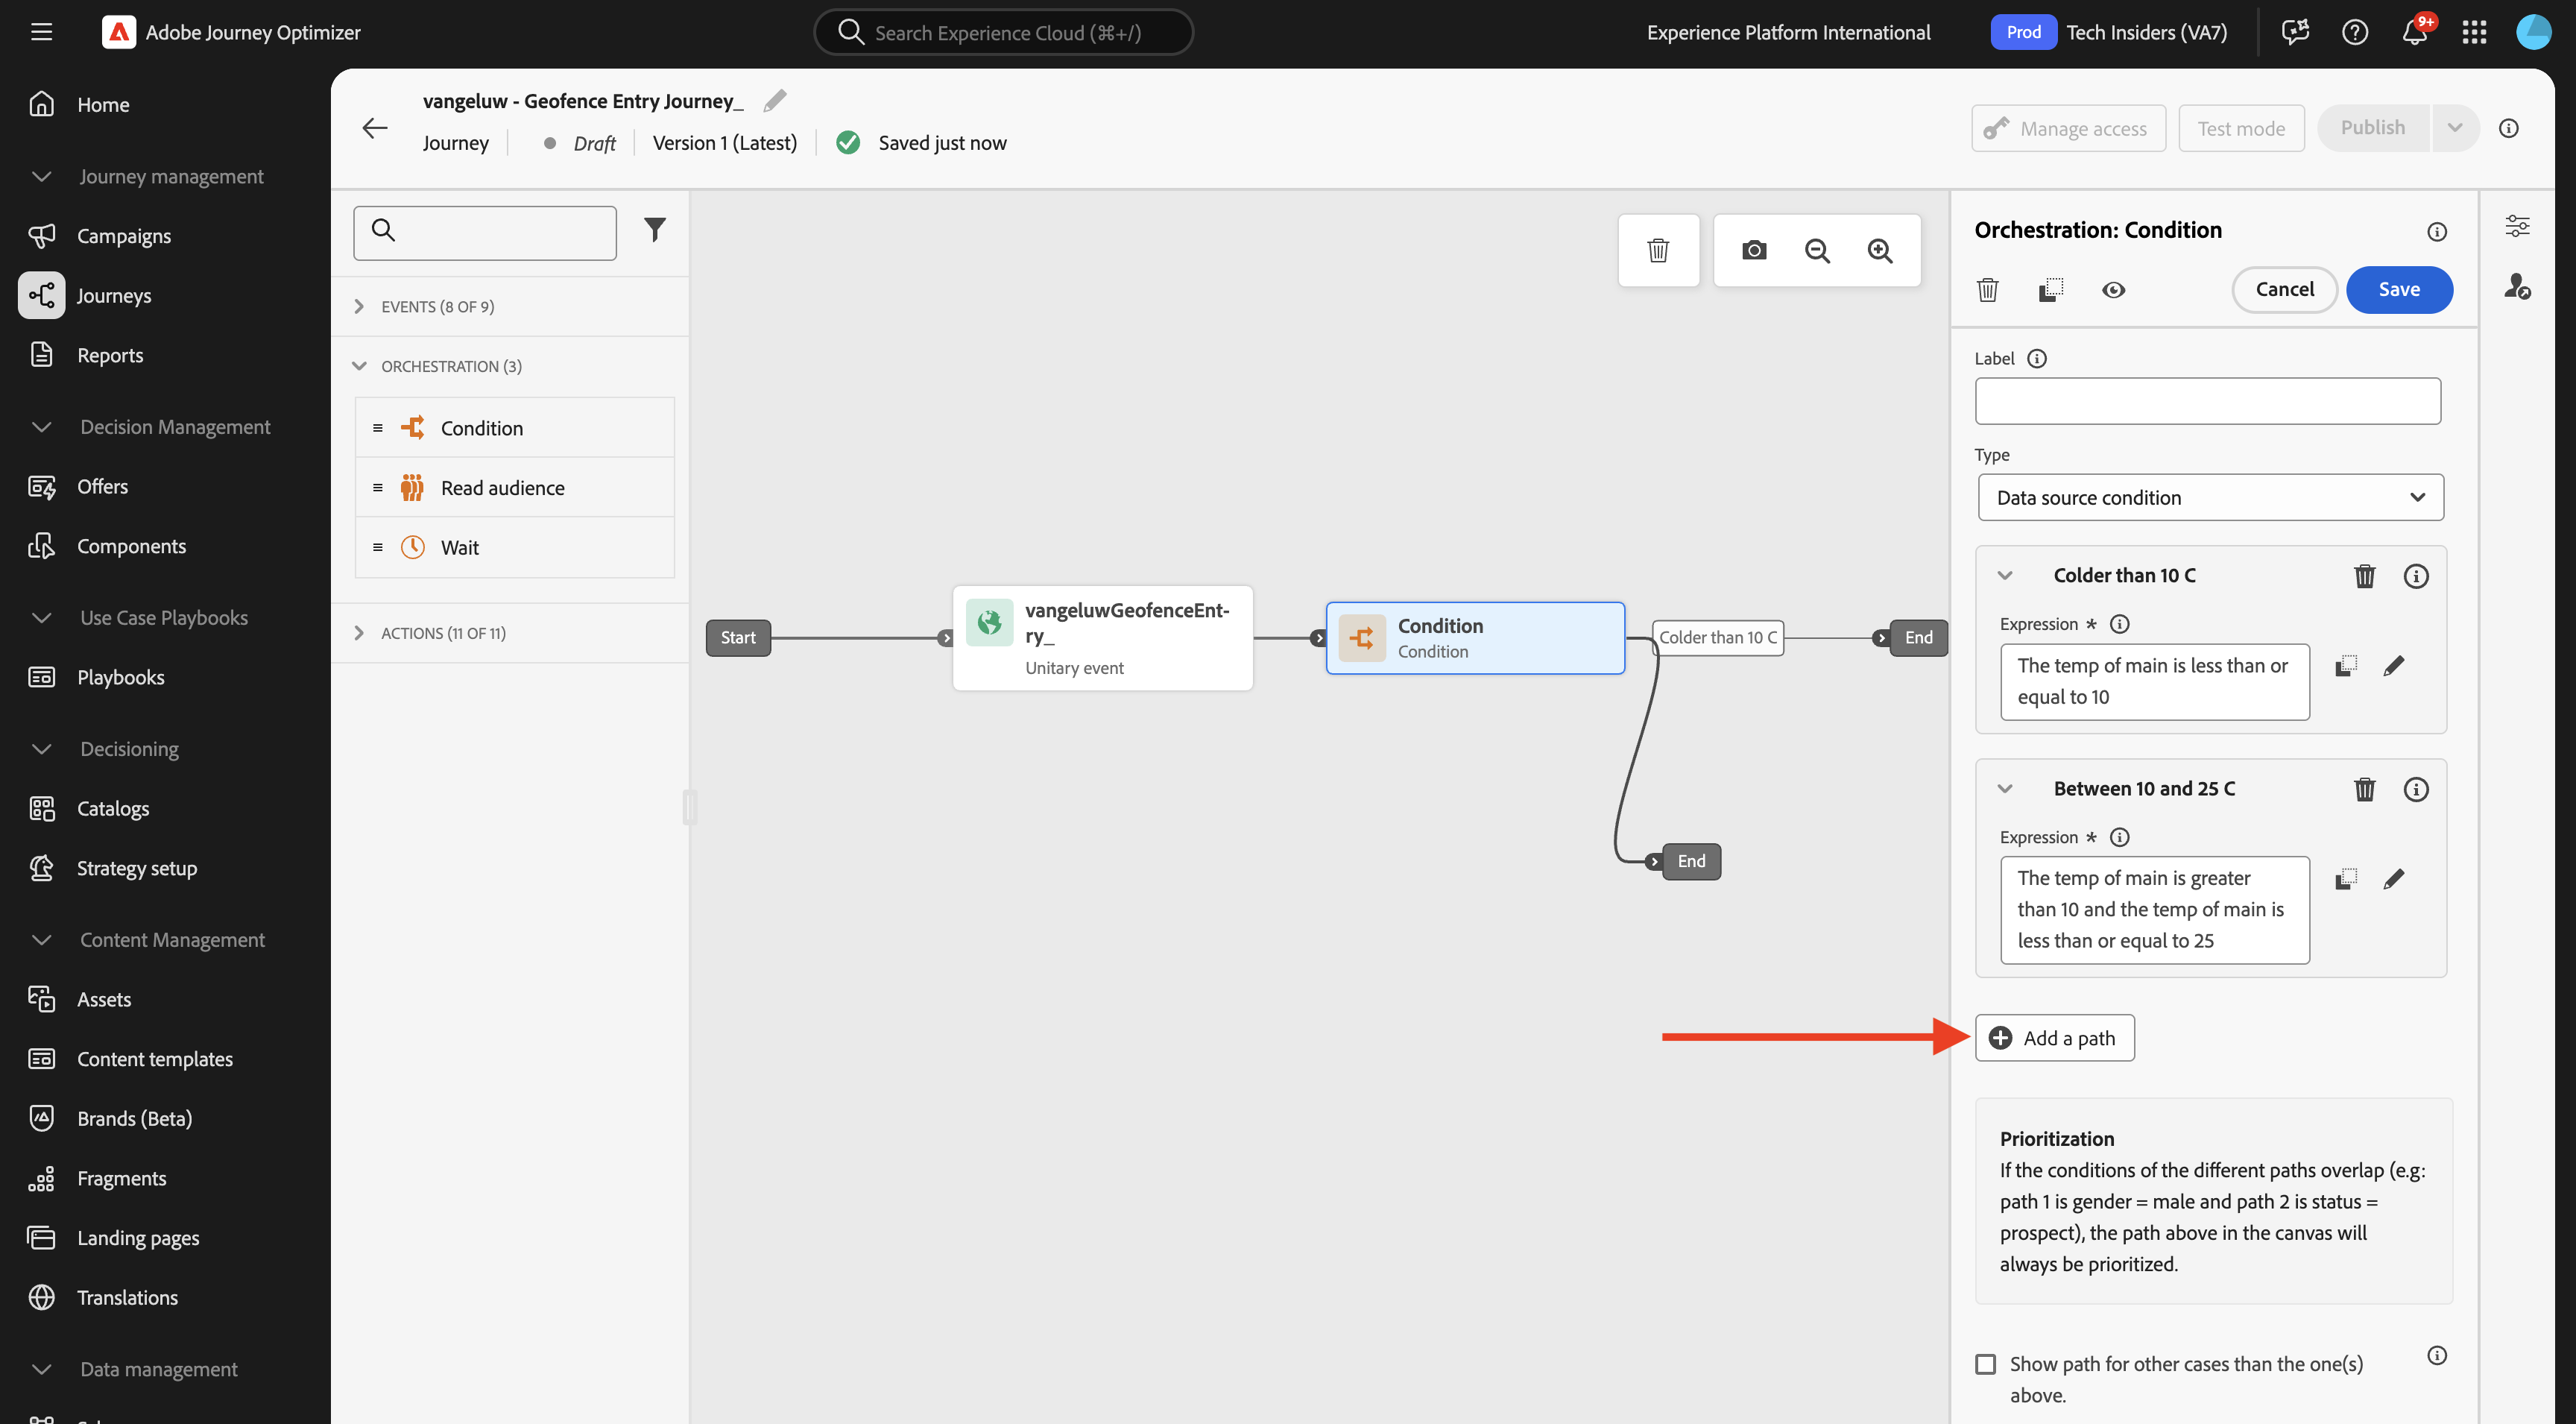 Adobe Journey Optimizer
Search Experience Cloud (⌘+/)
Experience Platform International
Prod
Tech Insiders (VA7)
9+
Home
Journey management
Campaigns
Journeys
Reports
Decision Management
Offers
Components
Use Case Playbooks
Playbooks
Decisioning
Catalogs
Strategy setup
Content Management
Assets
Content templates
Brands (Beta)
Fragments
Landing pages
Translations
Data management
vangeluw - Geofence Entry Journey_
Journey
Draft
Version 1 (Latest)
Saved just now
Manage access
Test mode
Publish
EVENTS (8 OF 9)
ORCHESTRATION (3)
Condition
Read audience
Wait
ACTIONS (11 OF 11)
Start
vangeluwGeofenceEnt-
ry_
Unitary event
Condition
Condition
Colder than 10 C
End
End
Orchestration: Condition
Cancel
Save
Label
Type
Data source condition
Colder than 10 C
Expression *
The temp of main is less than or
equal to 10
Between 10 and 25 C
Expression *
The temp of main is greater
than 10 and the temp of main is
less than or equal to 25
Add a path
Prioritization
If the conditions of the different paths overlap (e.g:
path 1 is gender = male and path 2 is status =
prospect), the path above in the canvas will
always be prioritized.
Show path for other cases than the one(s)
above.